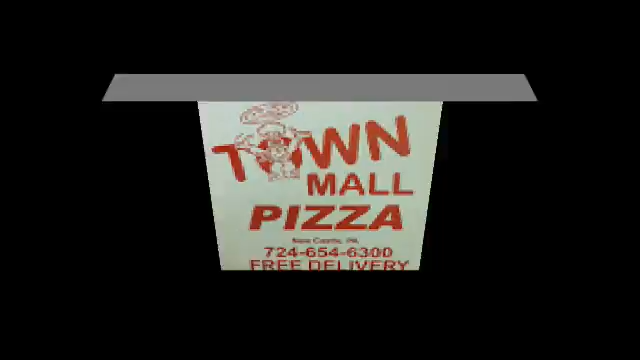 TOWN
MALL
PIZZA
New Castle, PA
724-654-6300
FREE DELIVERY